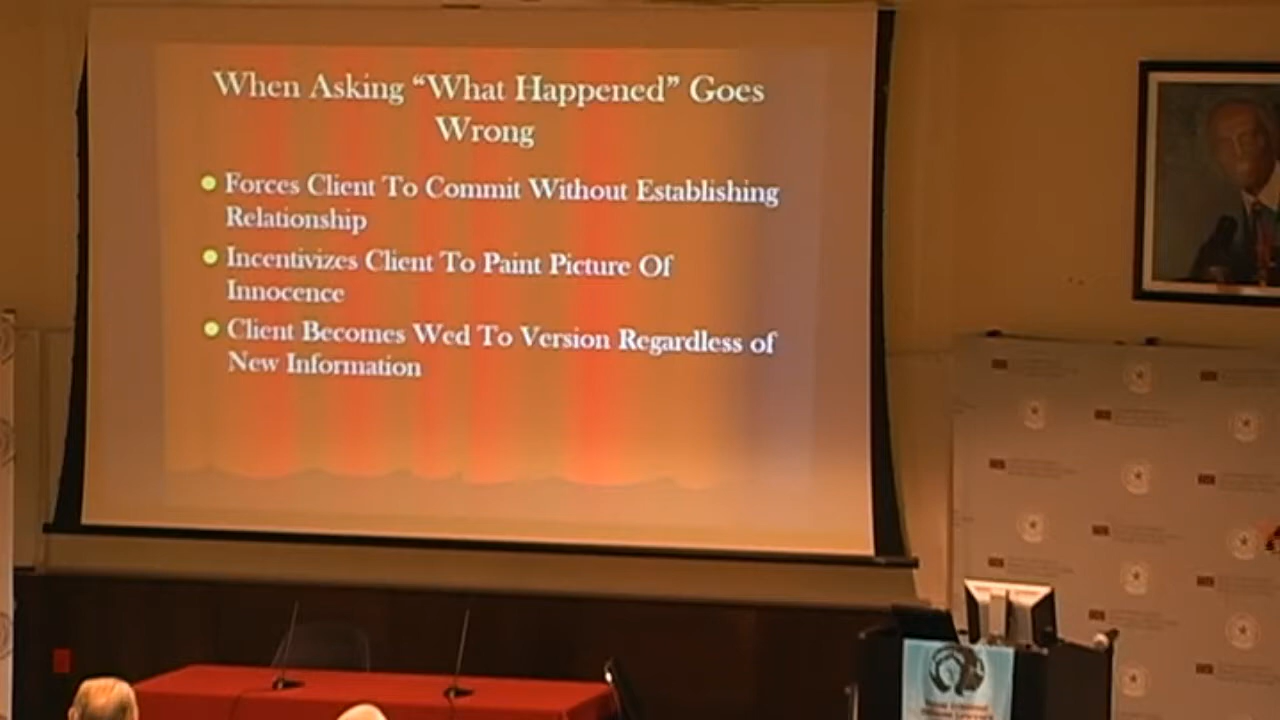 When Asking “What Happened” Goes
Wrong
Forces Client To Commit Without Establishing
Relationship
Incentivizes Client To Paint Picture Of
Innocence
Client Becomes Wed To Version Regardless of
New Information